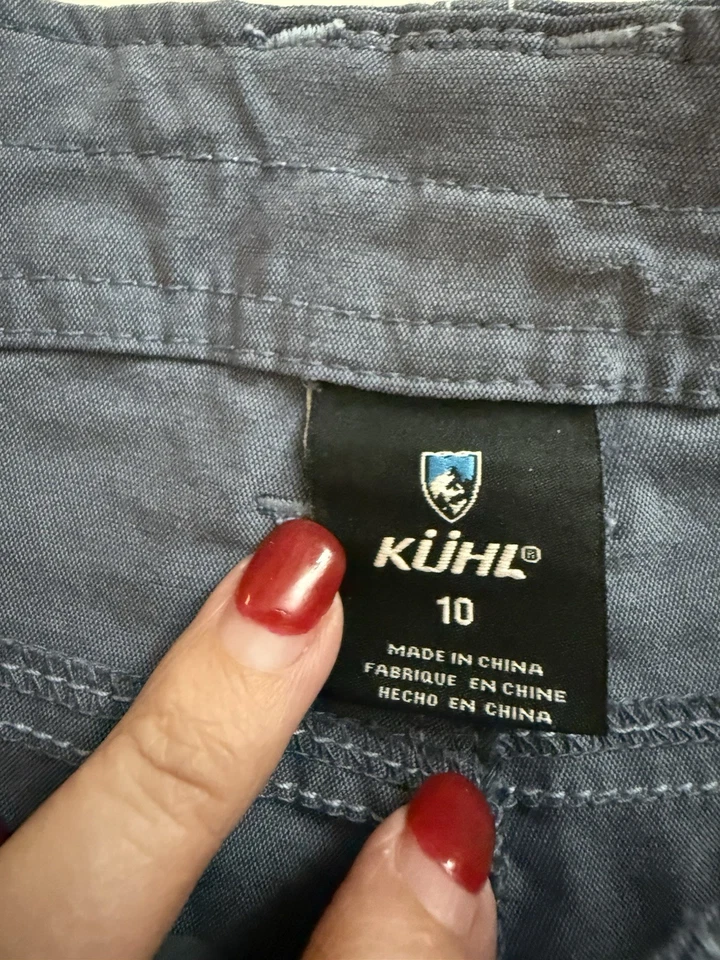 KÜHL®
10
MADE IN CHINA
FABRIQUE EN CHINE
HECHO EN CHINA